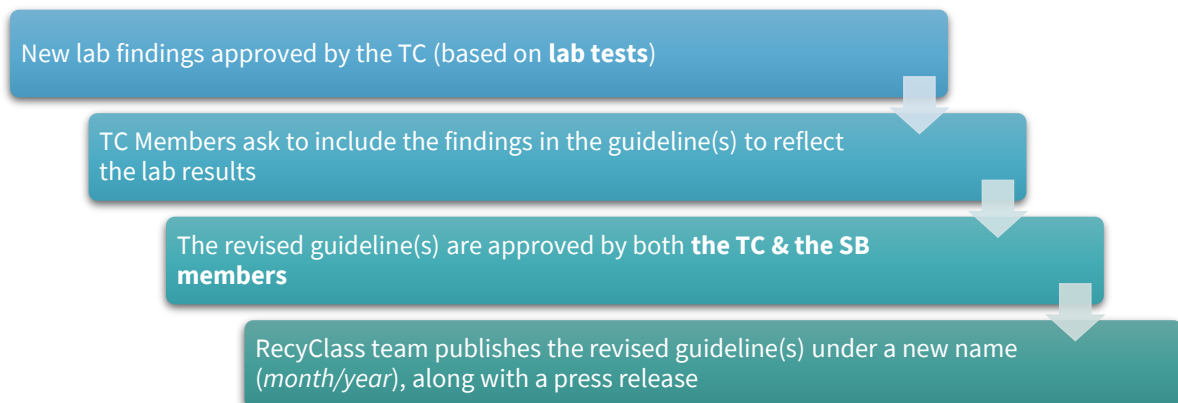 New lab findings approved by the TC (based on lab tests)
TC Members ask to include the findings in the guideline(s) to reflect
the lab results
The revised guideline(s) are approved by both the TC & the SB
members
RecyClass team publishes the revised guideline(s) under a new name
(month/year), along with a press release